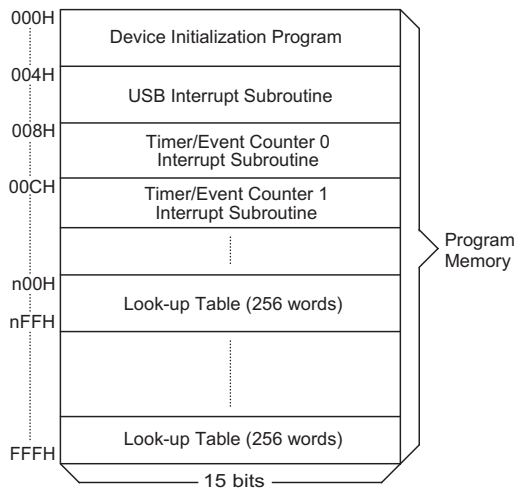 000H
Device Initialization Program
004H
USB Interrupt Subroutine
008H
Timer/Event Counter 0
Interrupt Subroutine
00CH
Timer/Event Counter 1
Interrupt Subroutine
Program
Memory
n00H
Look-up Table (256 words)
nFFH
Look-up Table (256 words)
FFFH
15 bits